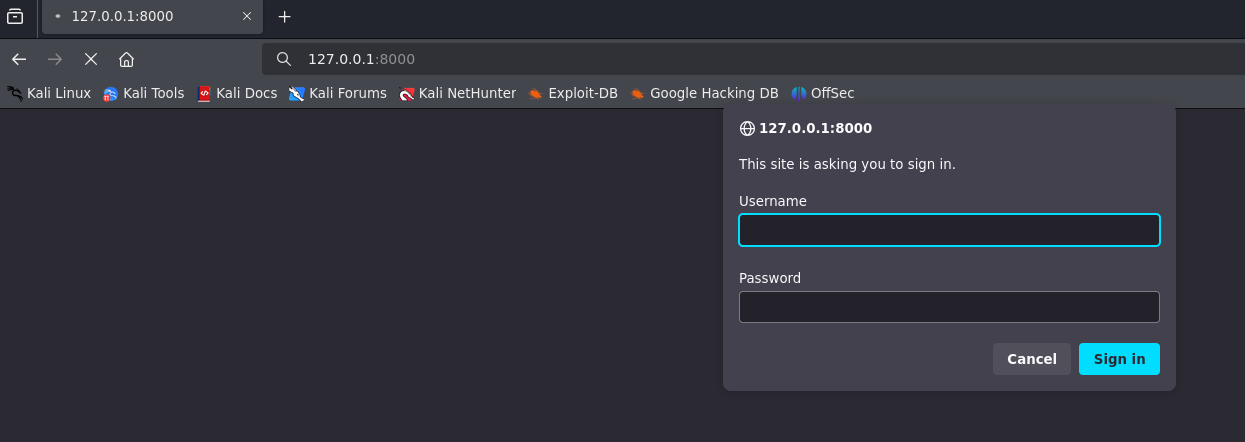 127.0.0.1:8000
127.0.0.1:8000
Kali Linux Kali Tools Kali Docs Kali Forums Kali NetHunter Exploit-DB Google Hacking DB OffSec
127.0.0.1:8000
This site is asking you to sign in.
Username
Password
Cancel Sign in